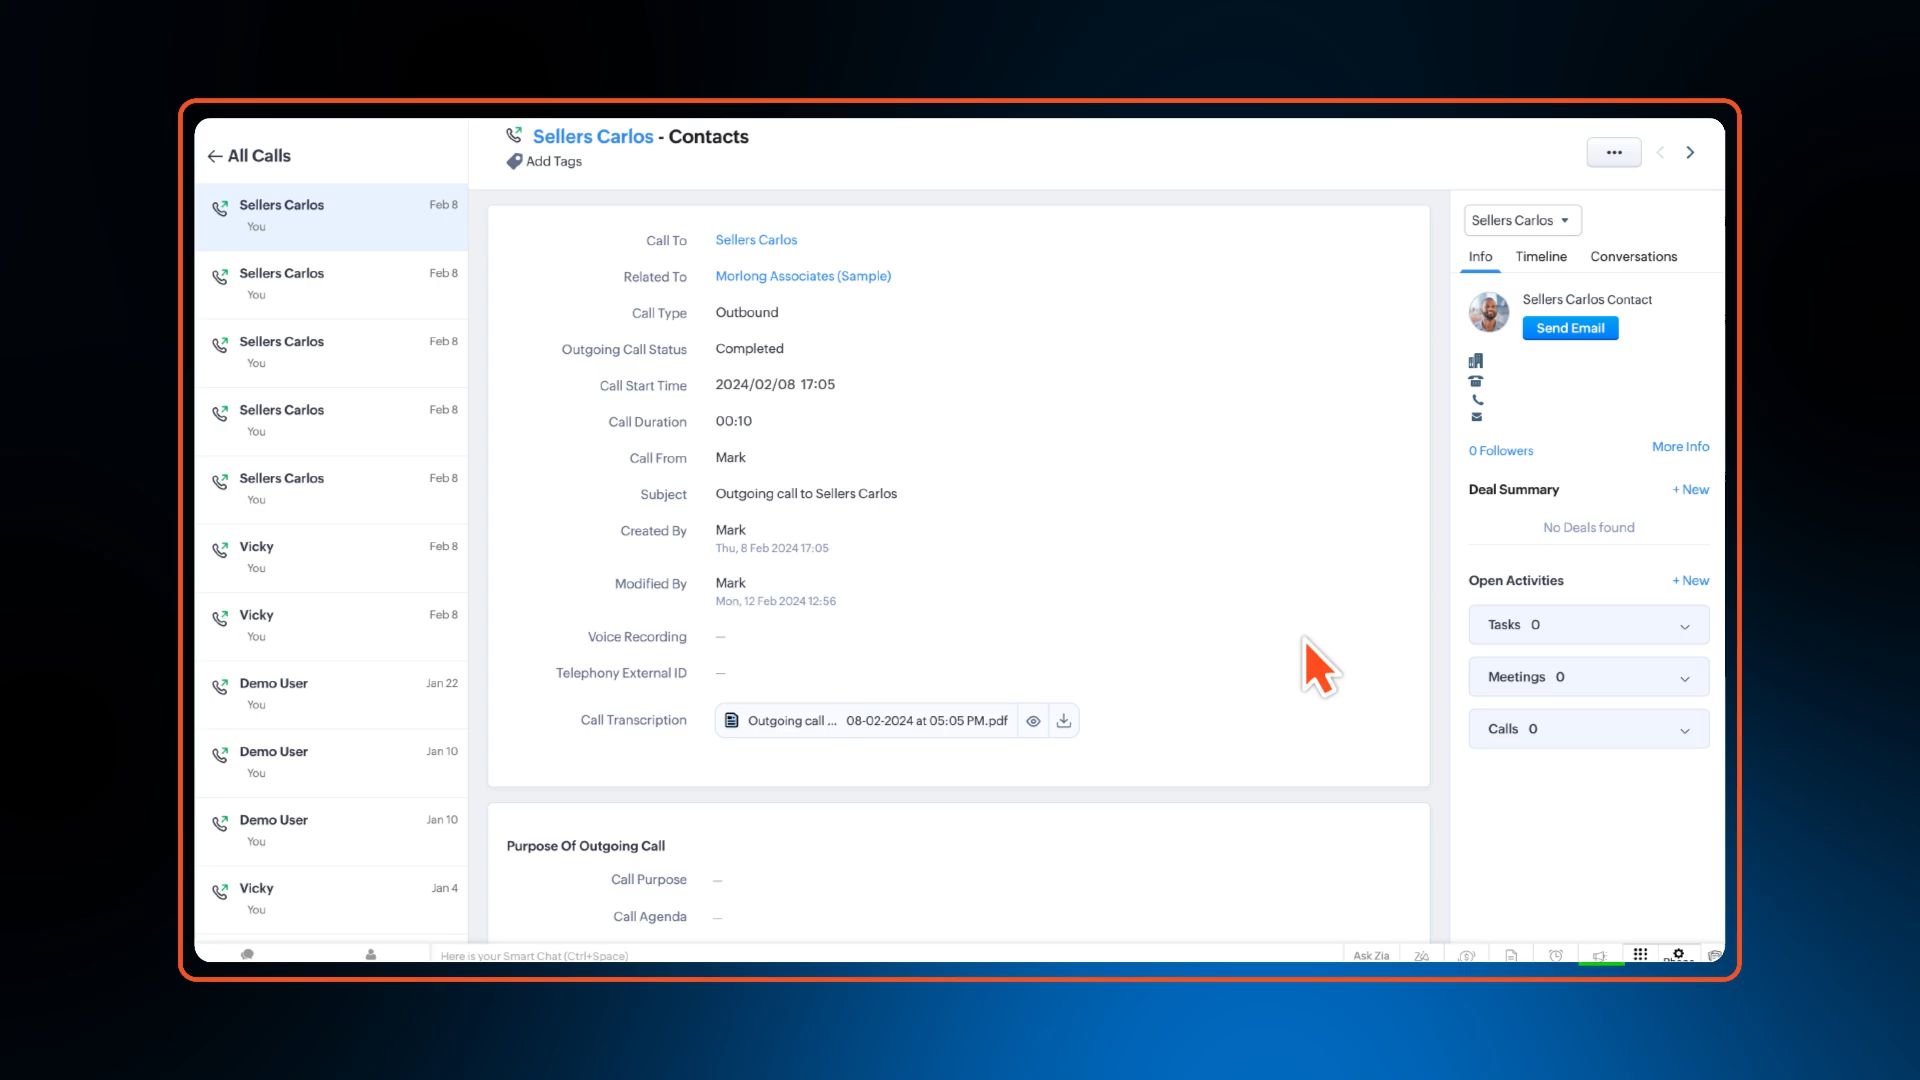 All Calls
Sellers Carlos Feb 8
You
Sellers Carlos Feb 8
You
Sellers Carlos Feb 8
You
Sellers Carlos Feb 8
You
Sellers Carlos Feb 8
You
Vicky Feb 8
You
Vicky Feb 8
You
Demo User Jan 22
You
Demo User Jan 10
You
Demo User Jan 10
You
Vicky Jan 4
You
Sellers Carlos - Contacts
Add Tags
Call To Sellers Carlos
Related To Morlong Associates (Sample)
Call Type Outbound
Outgoing Call Status Completed
Call Start Time 2024/02/08 17:05
Call Duration 00:10
Call From Mark
Subject Outgoing call to Sellers Carlos
Created By Mark
Thu, 8 Feb 2024 17:05
Modified By Mark
Mon, 12 Feb 2024 12:56
Voice Recording —
Telephony External ID —
Call Transcription Outgoing call ... 08-02-2024 at 05:05 PM.pdf
Purpose Of Outgoing Call
Call Purpose —
Call Agenda —
Sellers Carlos
Info Timeline Conversations
Sellers Carlos Contact
Send Email
0 Followers More Info
Deal Summary + New
No Deals found
Open Activities + New
Tasks 0
Meetings 0
Calls 0
Here is your Smart Chat (Ctrl+Space)
Ask Zia